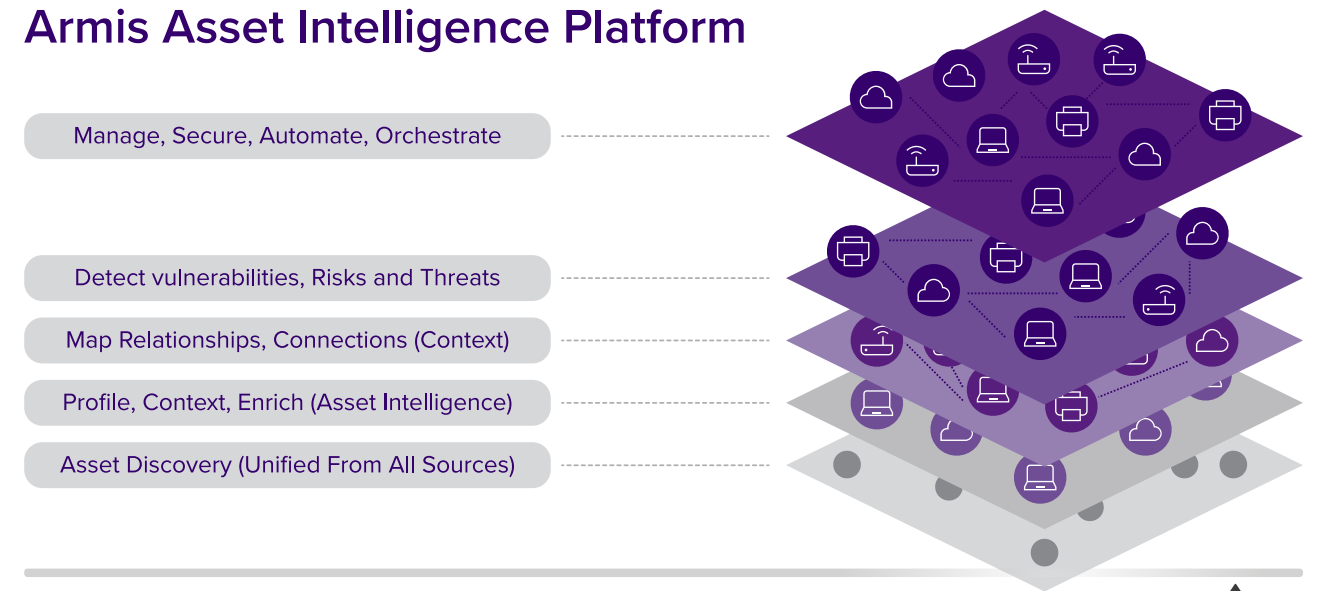 Armis Asset Intelligence Platform
Manage, Secure, Automate, Orchestrate
Detect vulnerabilities, Risks and Threats
Map Relationships, Connections (Context)
Profile, Context, Enrich (Asset Intelligence)
Asset Discovery (Unified From All Sources)